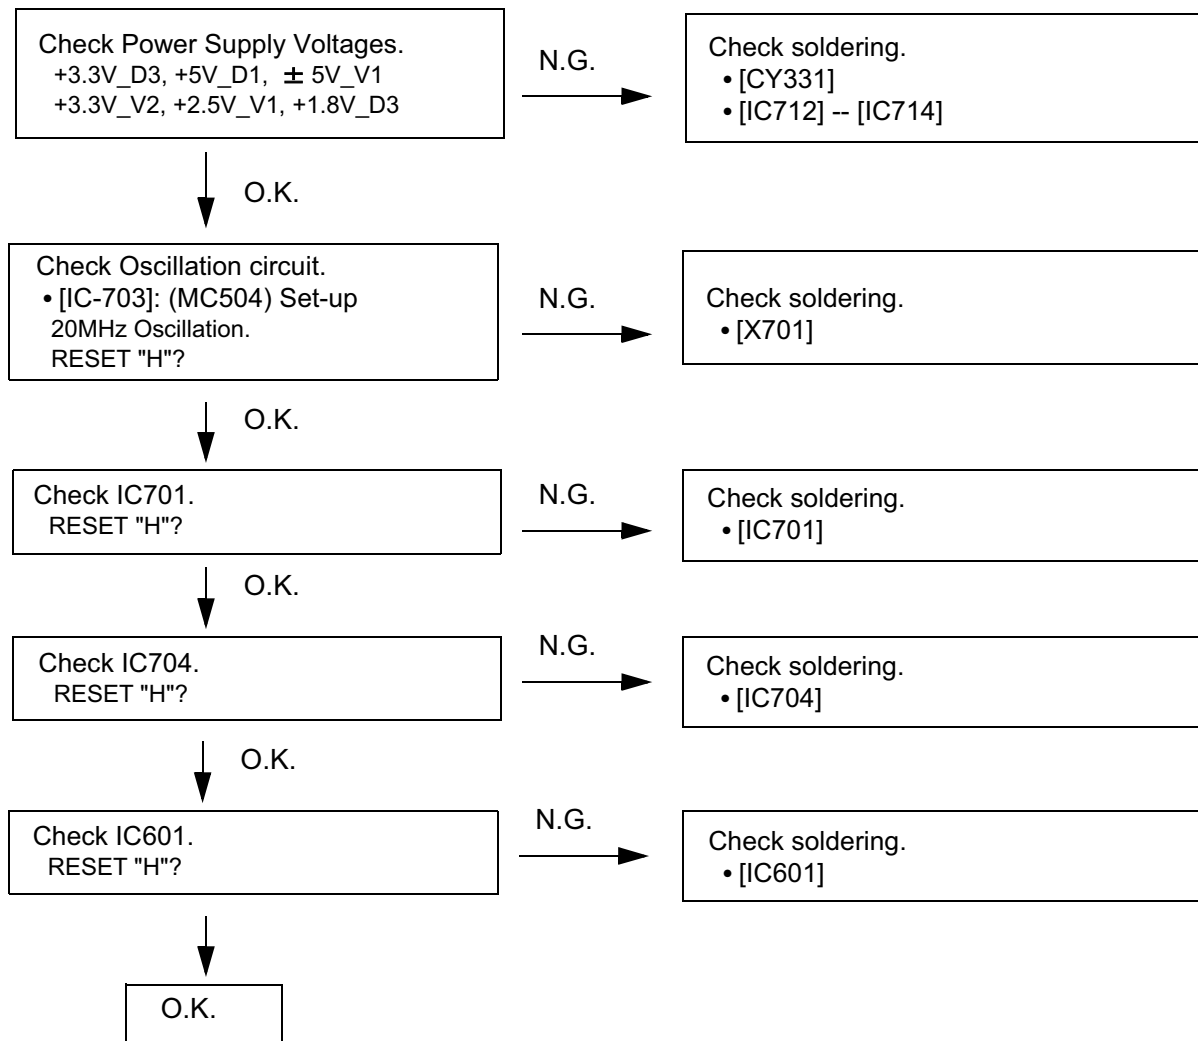 Check Power Supply Voltages.
+3.3V_D3, +5V_D1, ± 5V_V1
+3.3V_V2, +2.5V_V1, +1.8V_D3
N.G.
Check soldering.
• [CY331]
• [IC712] -- [IC714]
O.K.
Check Oscillation circuit.
• [IC-703]: (MC504) Set-up
20MHz Oscillation.
RESET "H"?
N.G.
Check soldering.
• [X701]
O.K.
Check IC701.
RESET "H"?
N.G.
Check soldering.
• [IC701]
O.K.
Check IC704.
RESET "H"?
N.G.
Check soldering.
• [IC704]
O.K.
Check IC601.
RESET "H"?
N.G.
Check soldering.
• [IC601]
O.K.